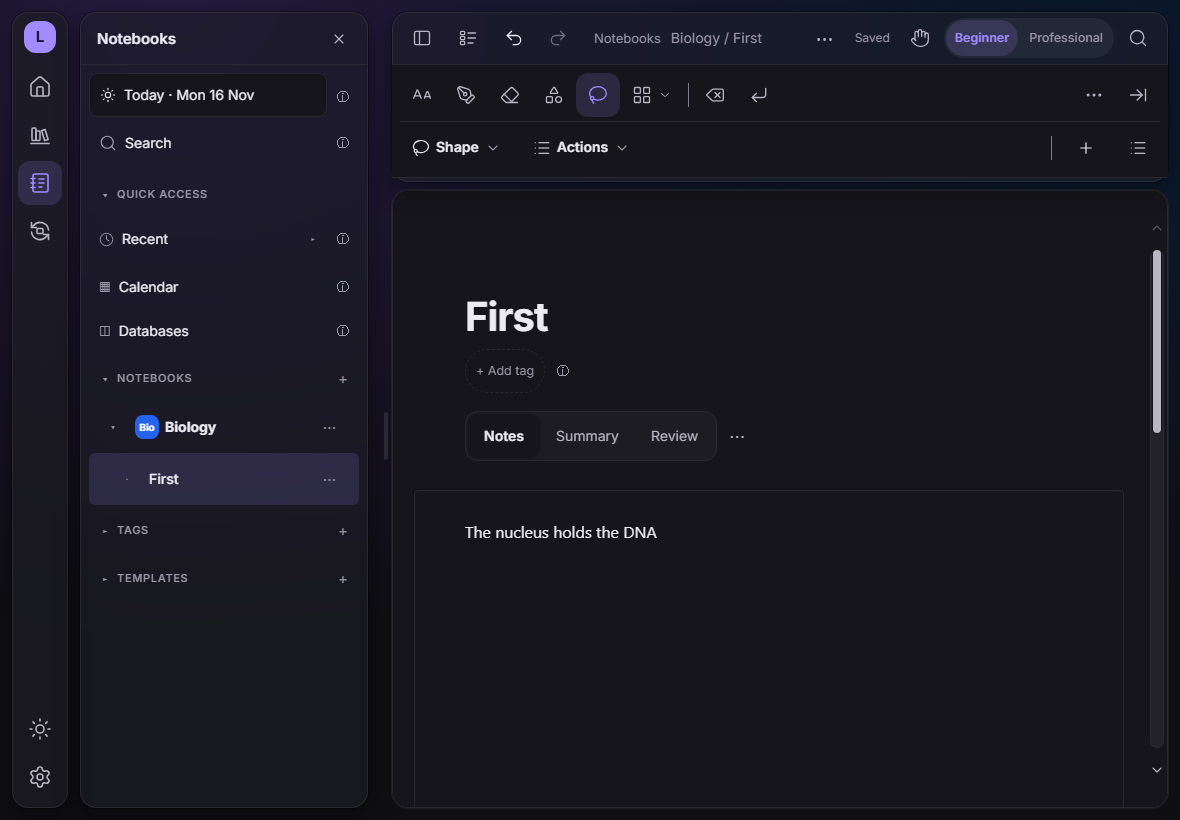 L
Notebooks
Today · Mon 16 Nov
Search
QUICK ACCESS
Recent
Calendar
Databases
NOTEBOOKS
Bio Biology
First
TAGS
TEMPLATES
Notebooks Biology / First
Saved
Beginner Professional
AA
Shape Actions
First
+ Add tag
Notes Summary Review
The nucleus holds the DNA